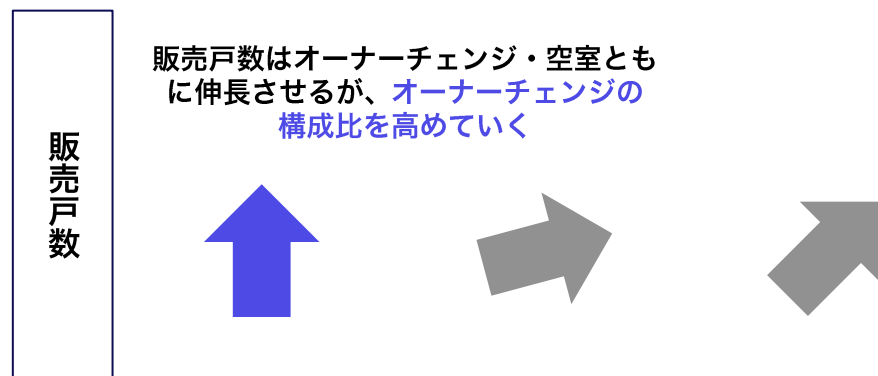 販売戸数
販売戸数はオーナーチェンジ・空室とも
に伸長させるが、オーナーチェンジの
構成比を高めていく